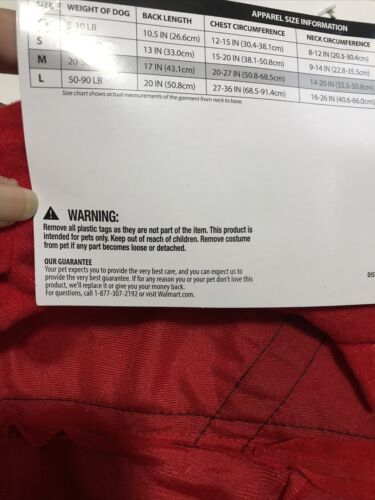 SIZE WEIGHT OF DOG BACK LENGTH APPAREL SIZE INFORMATION
CHEST CIRCUMFERENCE NECK CIRCUMFERENCE
10 LB 10.5 IN (26.6cm) 12-15 IN (30.4-38.1cm) 8-12 IN (20.3-30.4cm)
S 13 IN (33.0cm) 15-20 IN (38.1-50.8cm) 9-14 IN (22.8-35.5cm)
M 17 IN (43.1cm) 20-27 IN (50.8-68.5cm) 14-20 IN (35.5-50.8cm)
L 50-90 LB 20 IN (50.8cm) 27-36 IN (68.5-91.4cm) 16-26 IN (40.6-66.0cm)
Size chart shows actual measurements of the garment from neck to base.
WARNING:
Remove all plastic tags as they are not part of the item. This product is
intended for pets only. Keep out of reach of children. Remove costume
from pet if any part becomes loose or detached.
OUR GUARANTEE
Your pet expects you to provide the very best care, and you can expect us to
provide the very best guarantee. If for any reason you or your pet don't love this
product, we'll replace it or give you your money back.
For questions, call 1-877-307-2192 or visit Walmart.com.
DIS